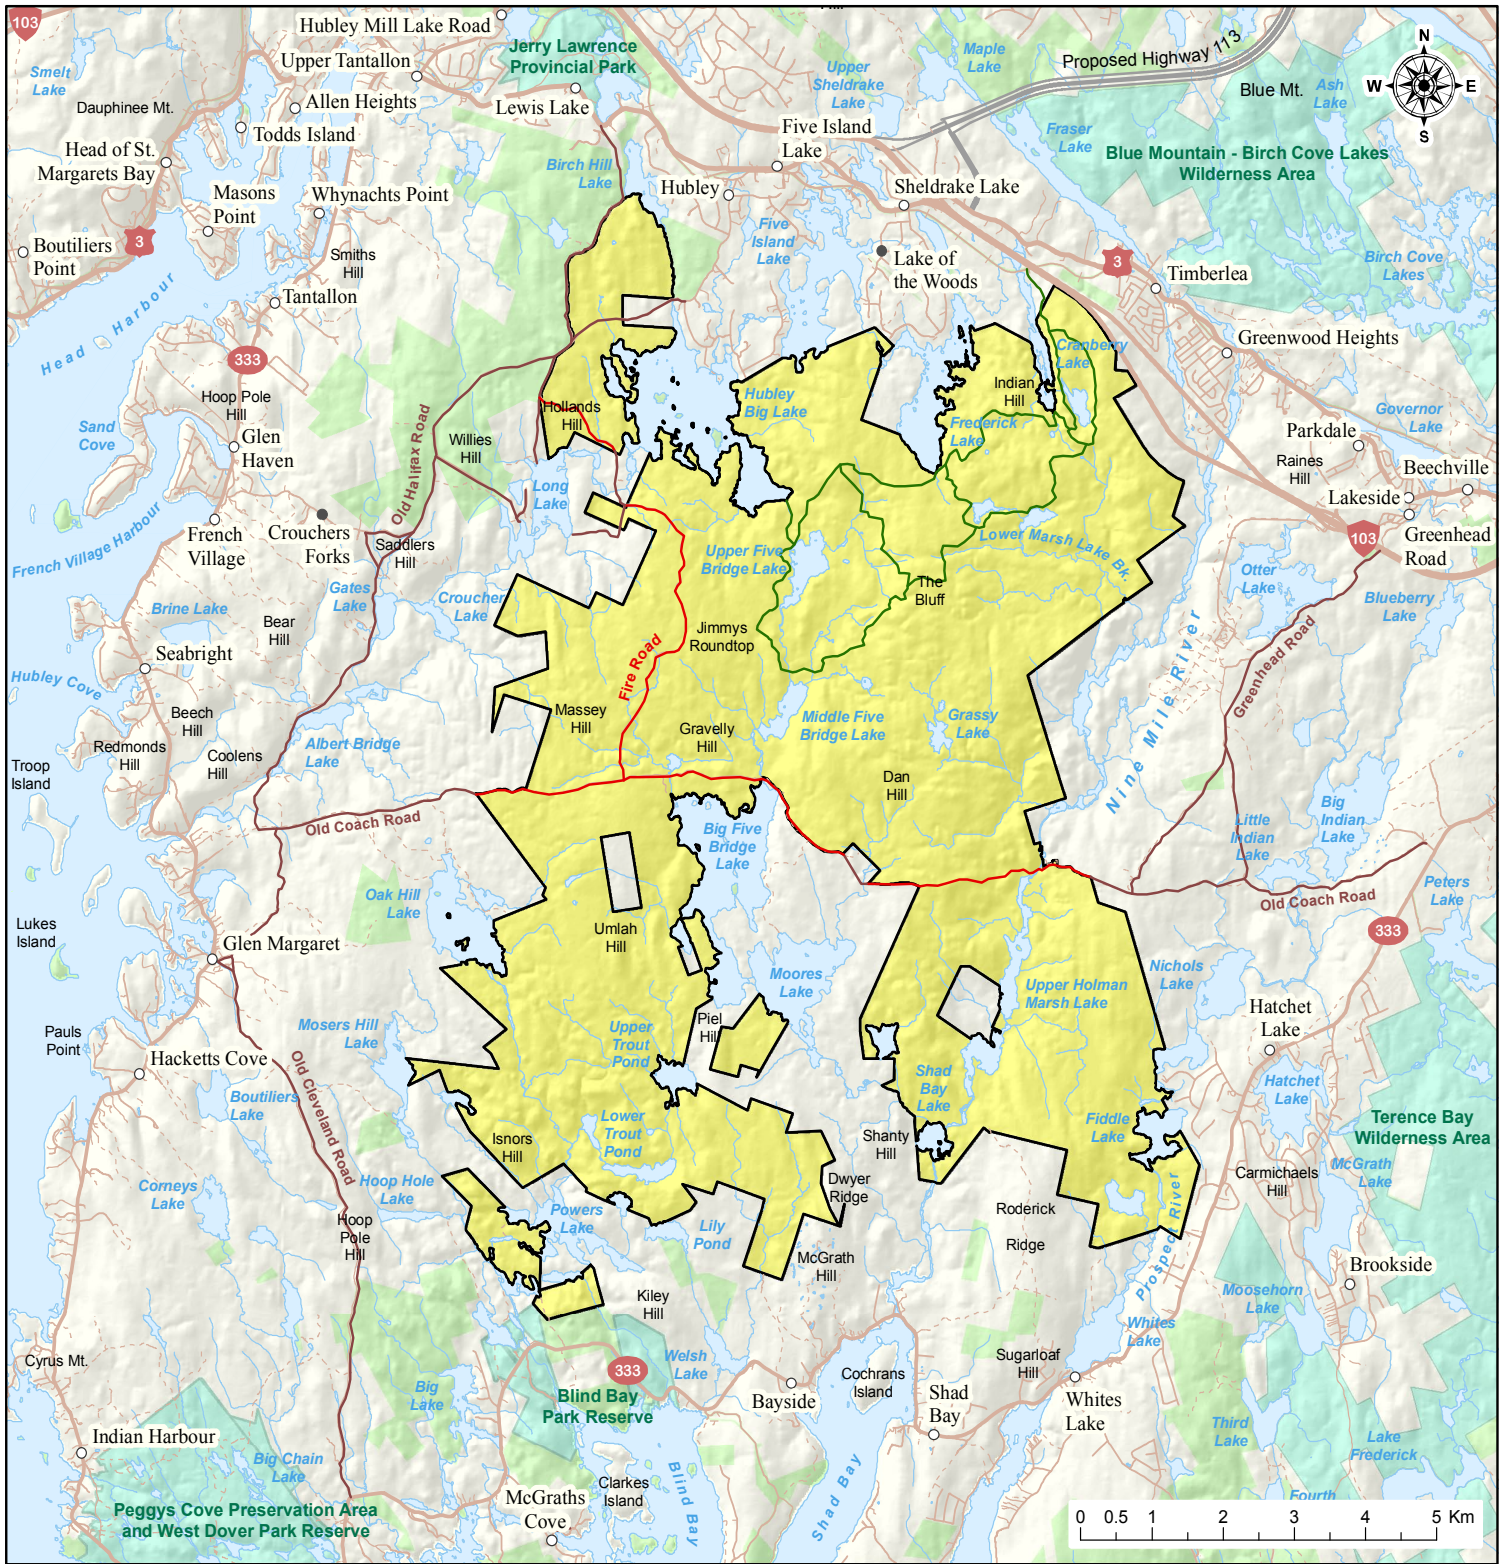 103
Hubley Mill Lake Road
Jerry Lawrence
Provincial Park
Upper Tantallon
Smelt
Lake
Dauphinee Mt.
Allen Heights
Lewis Lake
Todds Island
Head of St.
Margarets Bay
Masons
Point
Whynachts Point
Birch Hill
Lake
Hubley
Five Island
Lake
Upper
Sheldrake
Lake
Maple
Lake
Proposed Highway 113
Blue Mt.
Ash
Lake
N
W
E
S
Fraser
Lake
Blue Mountain - Birch Cove Lakes
Wilderness Area
Sheldrake Lake
Boutiliers
Point
3
Smiths
Hill
Five
Island
Lake
Lake of
the Woods
3
Timberlea
Birch Cove
Lakes
Head Harbour
Tantallon
333
Greenwood Heights
Cranberry
Lake
Hoop Pole
Hill
Sand
Cove
Glen
Haven
Old Halifax Road
Willies
Hill
Hollands
Hill
Hubley
Big Lake
Indian
Hill
Frederick
Lake
Governor
Lake
Parkdale
Raines
Hill
Beechville
Lakeside
Greenhead
Road
103
Long
Lake
French
Village
Crouchers
Forks
Saddlers
Hill
French Village Harbour
Gates
Lake
Croucher
Lake
Upper Five
Bridge Lake
Lower Marsh Lake Bk.
The
Bluff
Otter
Lake
Blueberry
Lake
Brine Lake
Bear
Hill
Jimmys
Roundtop
Seabright
Hubley Cove
Fire Road
Nine Mile River
Greenhead Road
Beech
Hill
Massey
Hill
Gravelly
Hill
Middle Five
Bridge Lake
Grassy
Lake
Redmonds
Hill
Coolens
Hill
Albert Bridge
Lake
Troop
Island
Dan
Hill
Old Coach Road
Big Five
Bridge
Lake
Little
Indian
Lake
Big
Indian
Lake
Oak Hill
Lake
Old Coach Road
Peters
Lake
333
Lukes
Island
Glen Margaret
Umlah
Hill
Moores
Lake
Upper Holman
Marsh Lake
Nichols
Lake
Hatchet
Lake
Pauls
Point
Mosers Hill
Lake
Piel
Hill
Upper
Trout
Pond
Hacketts Cove
Old Cleveland Road
Boutiliers
Lake
Shad
Bay
Lake
Hatchet
Lake
Fiddle
Lake
Terence Bay
Wilderness Area
Isnors
Hill
Lower
Trout
Pond
Shanty
Hill
Corneys
Lake
Hoop Hole
Lake
Dwyer
Ridge
Carmichaels
Hill
McGrath
Lake
Hoop
Pole
Hill
Powers
Lake
Lily
Pond
Roderick
Ridge
Prospect River
McGrath
Hill
Brookside
Kiley
Hill
Moosehorn
Lake
Whites
Lake
Cyrus Mt.
333
Welsh
Lake
Cochrans
Island
Sugarloaf
Hill
Big
Lake
Blind Bay
Park Reserve
Bayside
Shad
Bay
Whites
Lake
Indian Harbour
Big Chain
Lake
Third
Lake
Lake
Frederick
Clarkes
Island
Blind Bay
Shad Bay
Fourth
Peggys Cove Preservation Area
and West Dover Park Reserve
McGraths
Cove
0 0.5 1 2 3 4 5 Km